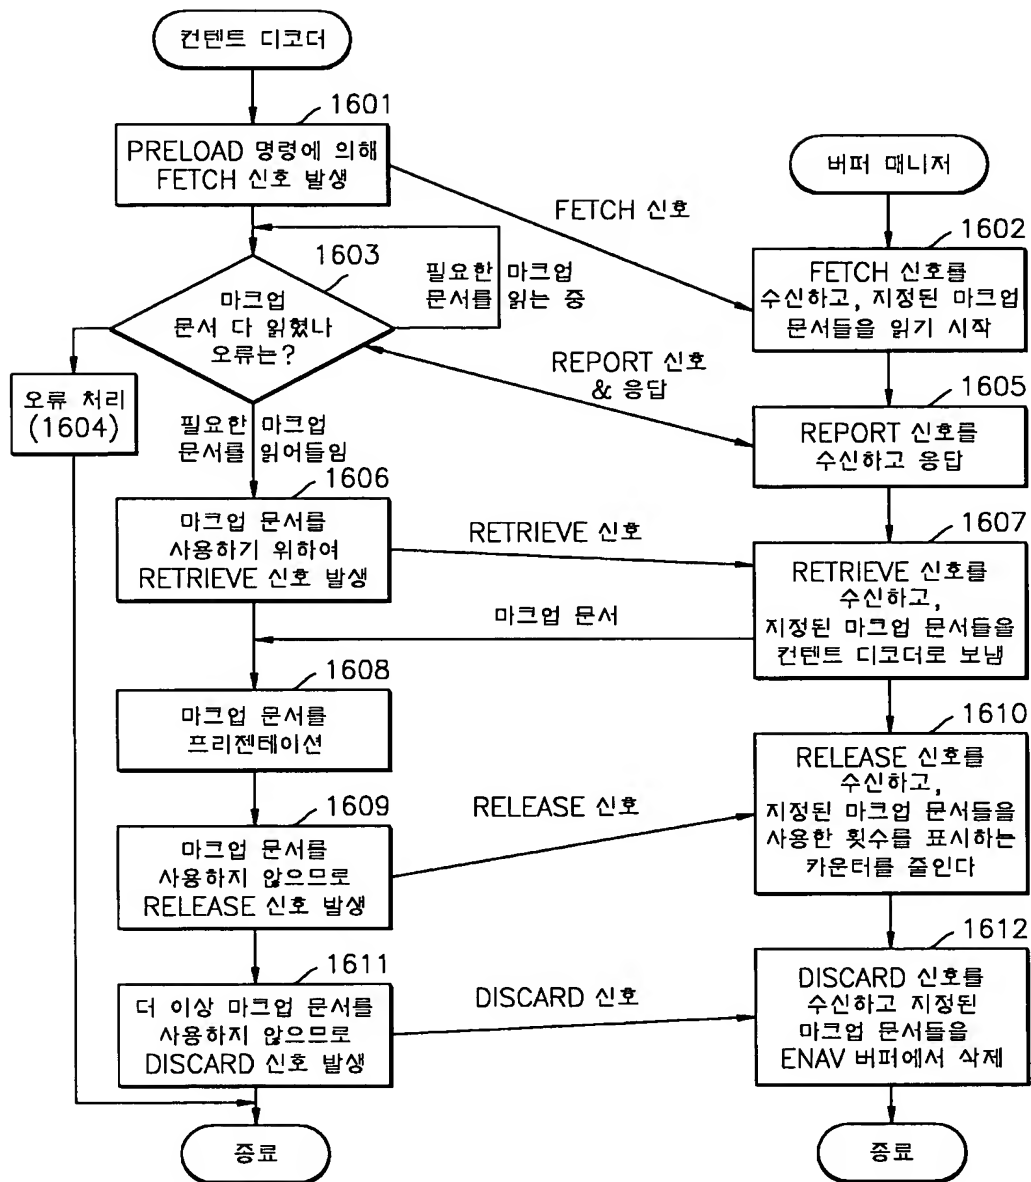 컨텐트 디코더
1601
PRELOAD 명령에 의해
FETCH 신호 발생
버퍼 매니저
FETCH 신호
1602
FETCH 신호를
수신하고, 지정된 마크업
문서들을 읽기 시작
1603
마크업
문서 다 읽혔나
오류는?
필요한 마크업
문서를 읽는 중
REPORT 신호
& 응답
오류 처리
(1604)
1605
REPORT 신호를
수신하고 응답
필요한 마크업
문서를 읽어들임
1606
마크업 문서를
사용하기 위하여
RETRIEVE 신호 발생
RETRIEVE 신호
1607
RETRIEVE 신호를
수신하고,
지정된 마크업 문서들을
컨텐트 디코더로 보냄
마크업 문서
1608
마크업 문서를
프리젠테이션
1610
RELEASE 신호를
수신하고,
지정된 마크업 문서들을
사용한 횟수를 표시하는
카운터를 줄인다
1609
마크업 문서를
사용하지 않으므로
RELEASE 신호 발생
RELEASE 신호
1611
더 이상 마크업 문서를
사용하지 않으므로
DISCARD 신호 발생
DISCARD 신호
1612
DISCARD 신호를
수신하고 지정된
마크업 문서들을
ENAV 버퍼에서 삭제
종료
종료